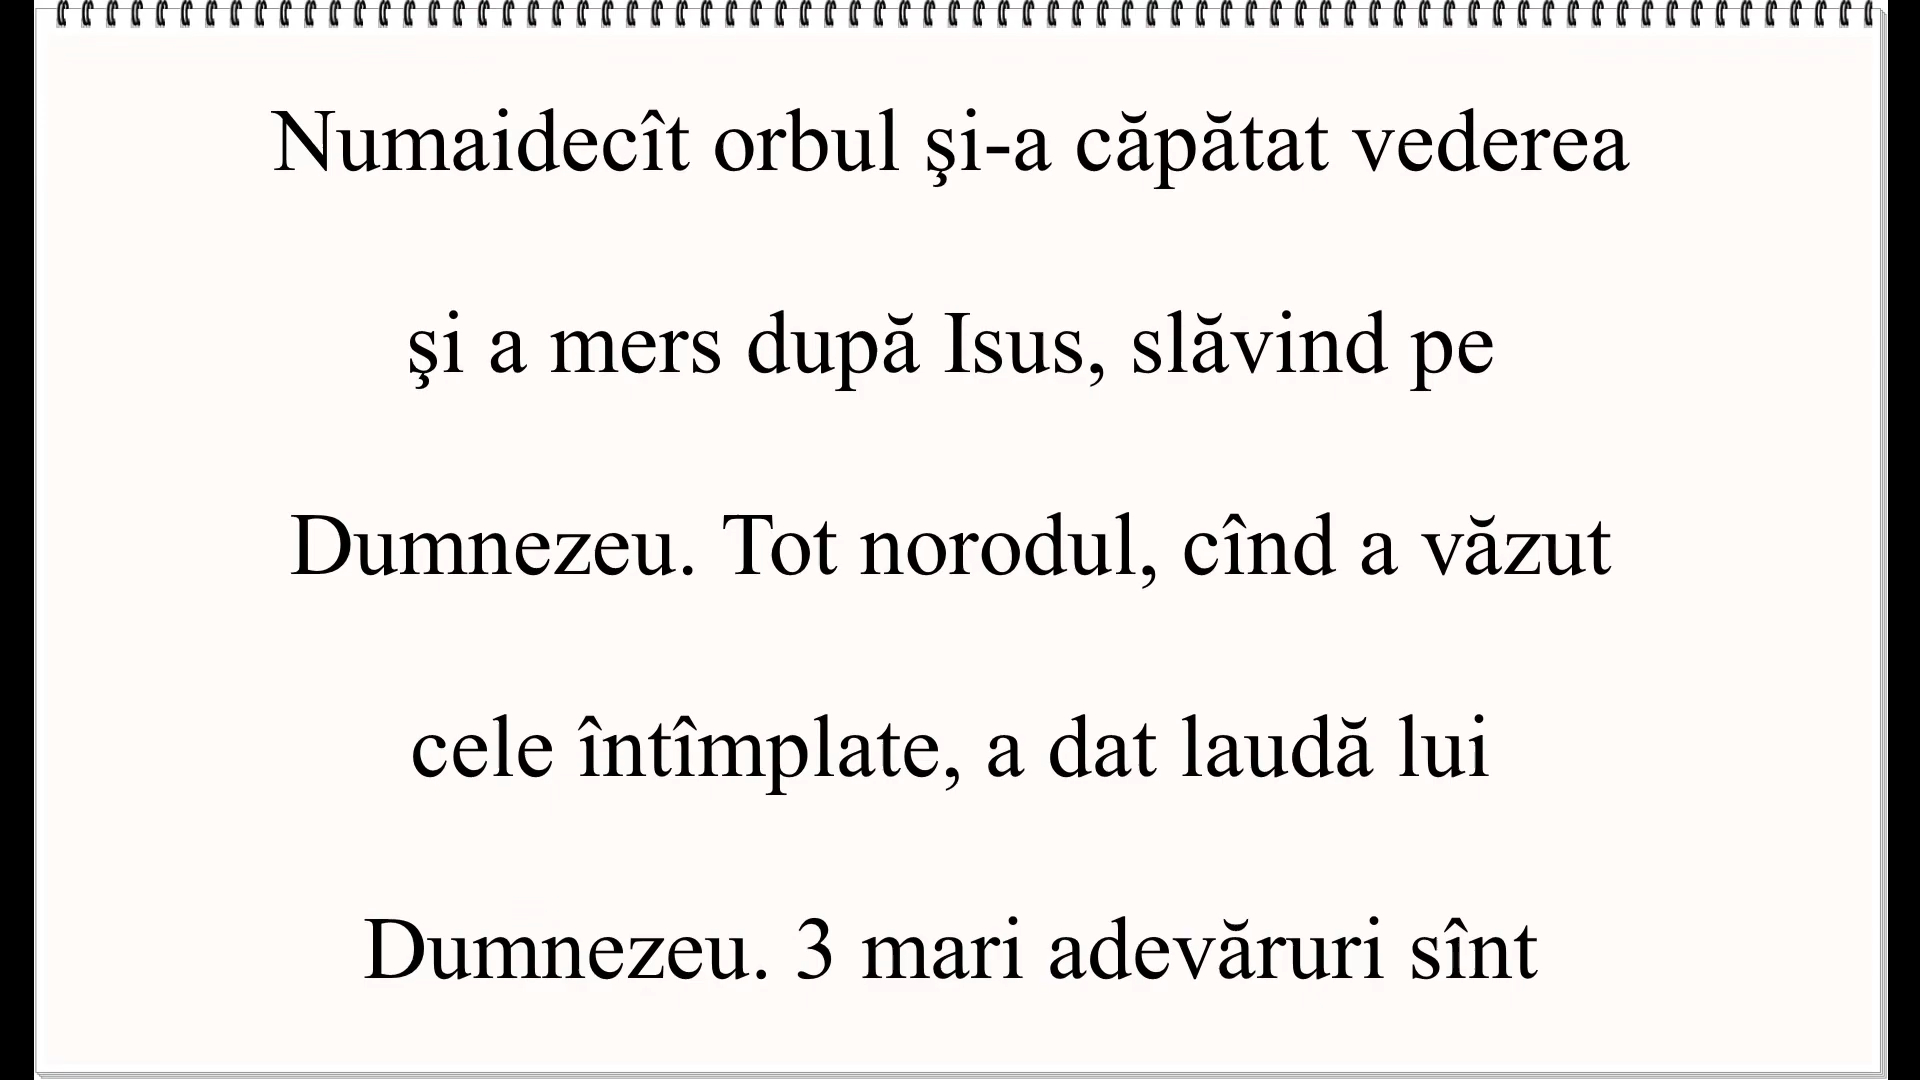 Numaidecît orbul şi-a căpătat vederea
şi a mers după Isus, slăvind pe
Dumnezeu. Tot norodul, cînd a văzut
cele întîmplate, a dat laudă lui
Dumnezeu. 3 mari adevăruri sînt